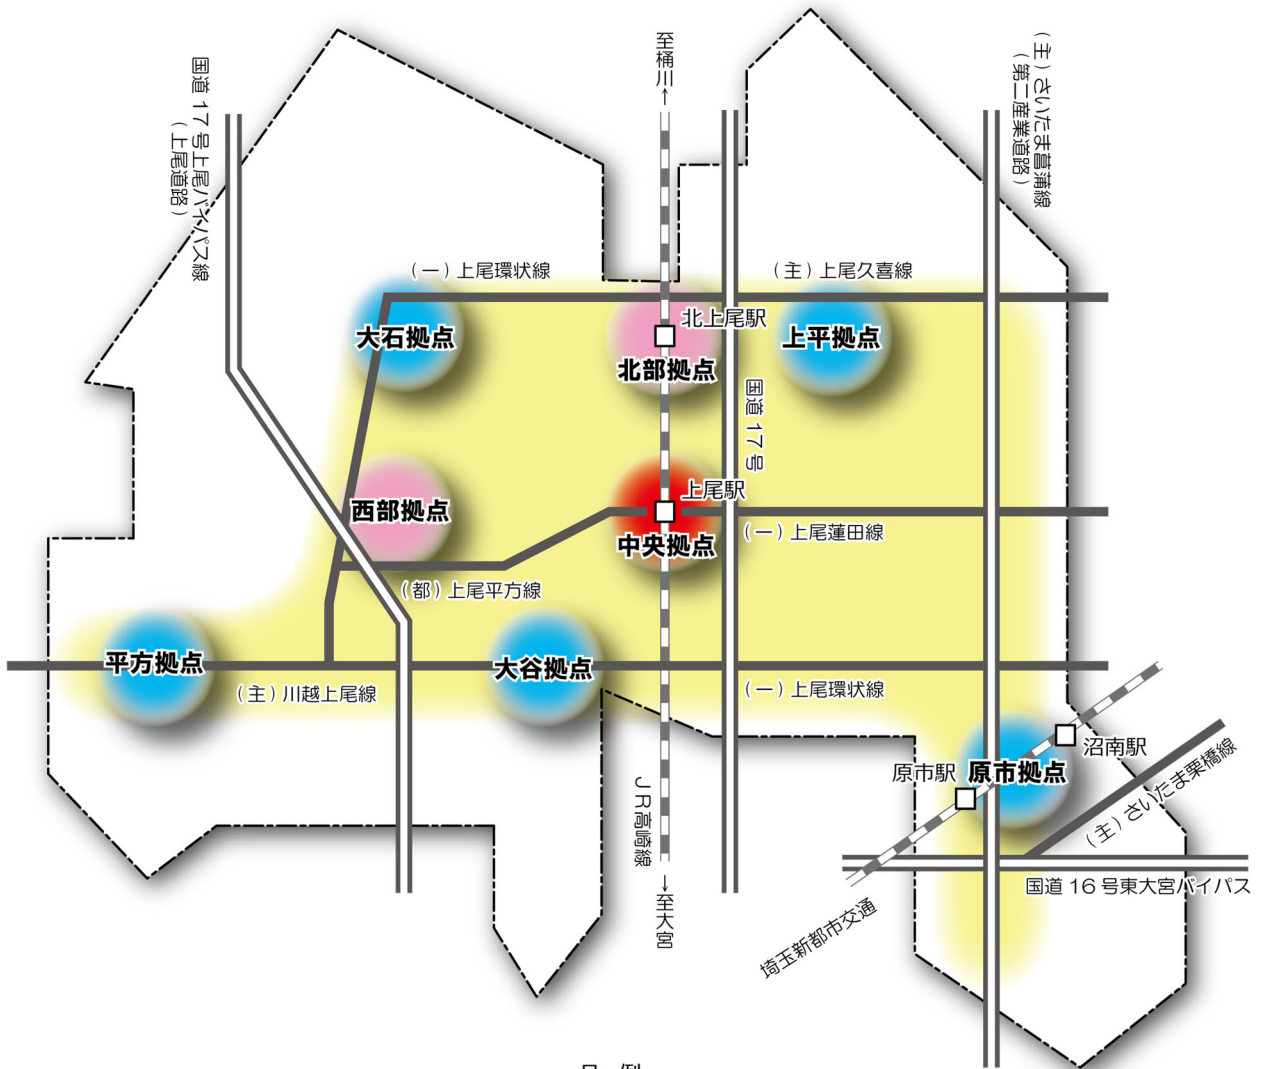 至桶川←
国道 17 号上尾バイパス線
（上尾道路）
（主）さいたま菖蒲線
（第二産業道路）
（一）上尾環状線
（主）上尾久喜線
大石拠点
北上尾駅
北部拠点
上平拠点
国道 17 号
西部拠点
上尾駅
中央拠点
（一）上尾蓮田線
（都）上尾平方線
平方拠点
大谷拠点
（主）川越上尾線
（一）上尾環状線
沼南駅
原市駅
原市拠点
（主）さいたま栗橋線
JR高崎線
→至大宮
国道 16 号東大宮バイパス
埼玉新都市交通
凡 例